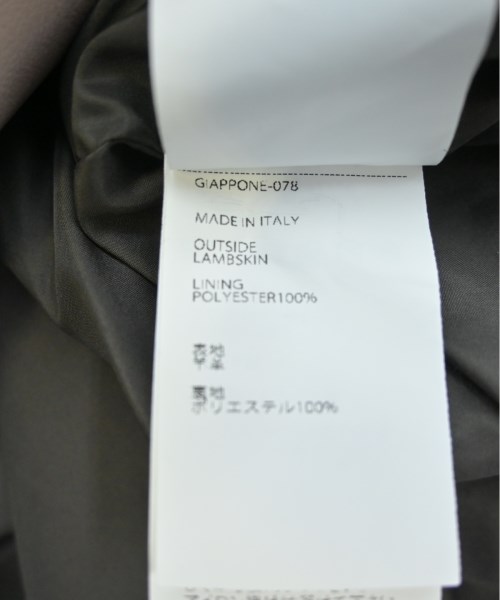 GIAPPONE-078
MADE IN ITALY
OUTSIDE
LAMBSKIN
LINING
POLYESTER100%
表地
羊革
裏地
ポリエステル100%